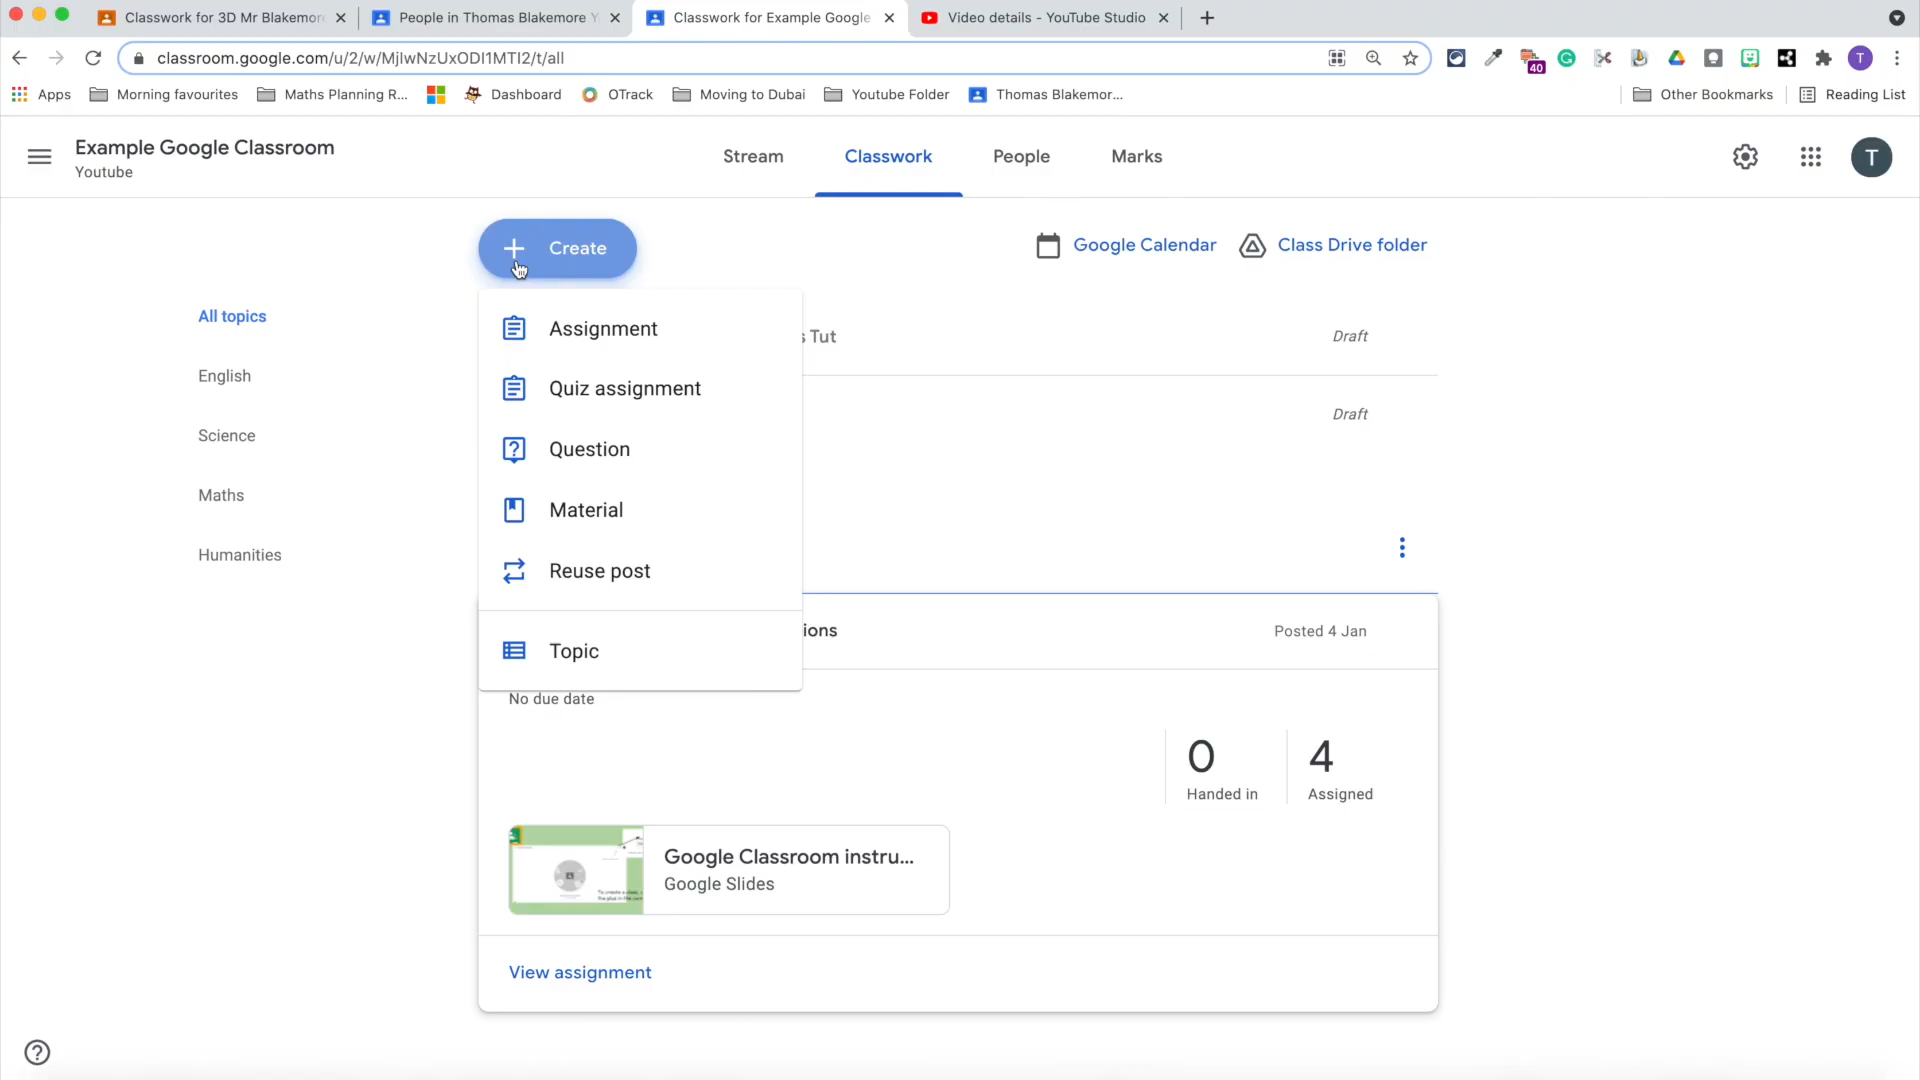 Classwork for 3D Mr Blakemor
People in Thomas Blakemore Y
Classwork for Example Google
Video details - YouTube Studio
classroom.google.com/u/2/w/MjIwNzUxODI1MTI2/t/all
40
T
Apps
Morning favourites
Maths Planning R...
Dashboard
OTrack
Moving to Dubai
Youtube Folder
Thomas Blakemor...
Other Bookmarks
Reading List
Example Google Classroom
Youtube
Stream
Classwork
People
Marks
T
Create
Google Calendar
Class Drive folder
All topics
English
Science
Maths
Humanities
Assignment
Quiz assignment
Question
Material
Reuse post
Topic
s Tut
Draft
Draft
ions
Posted 4 Jan
No due date
0
Handed in
4
Assigned
Google Classroom instru...
Google Slides
View assignment